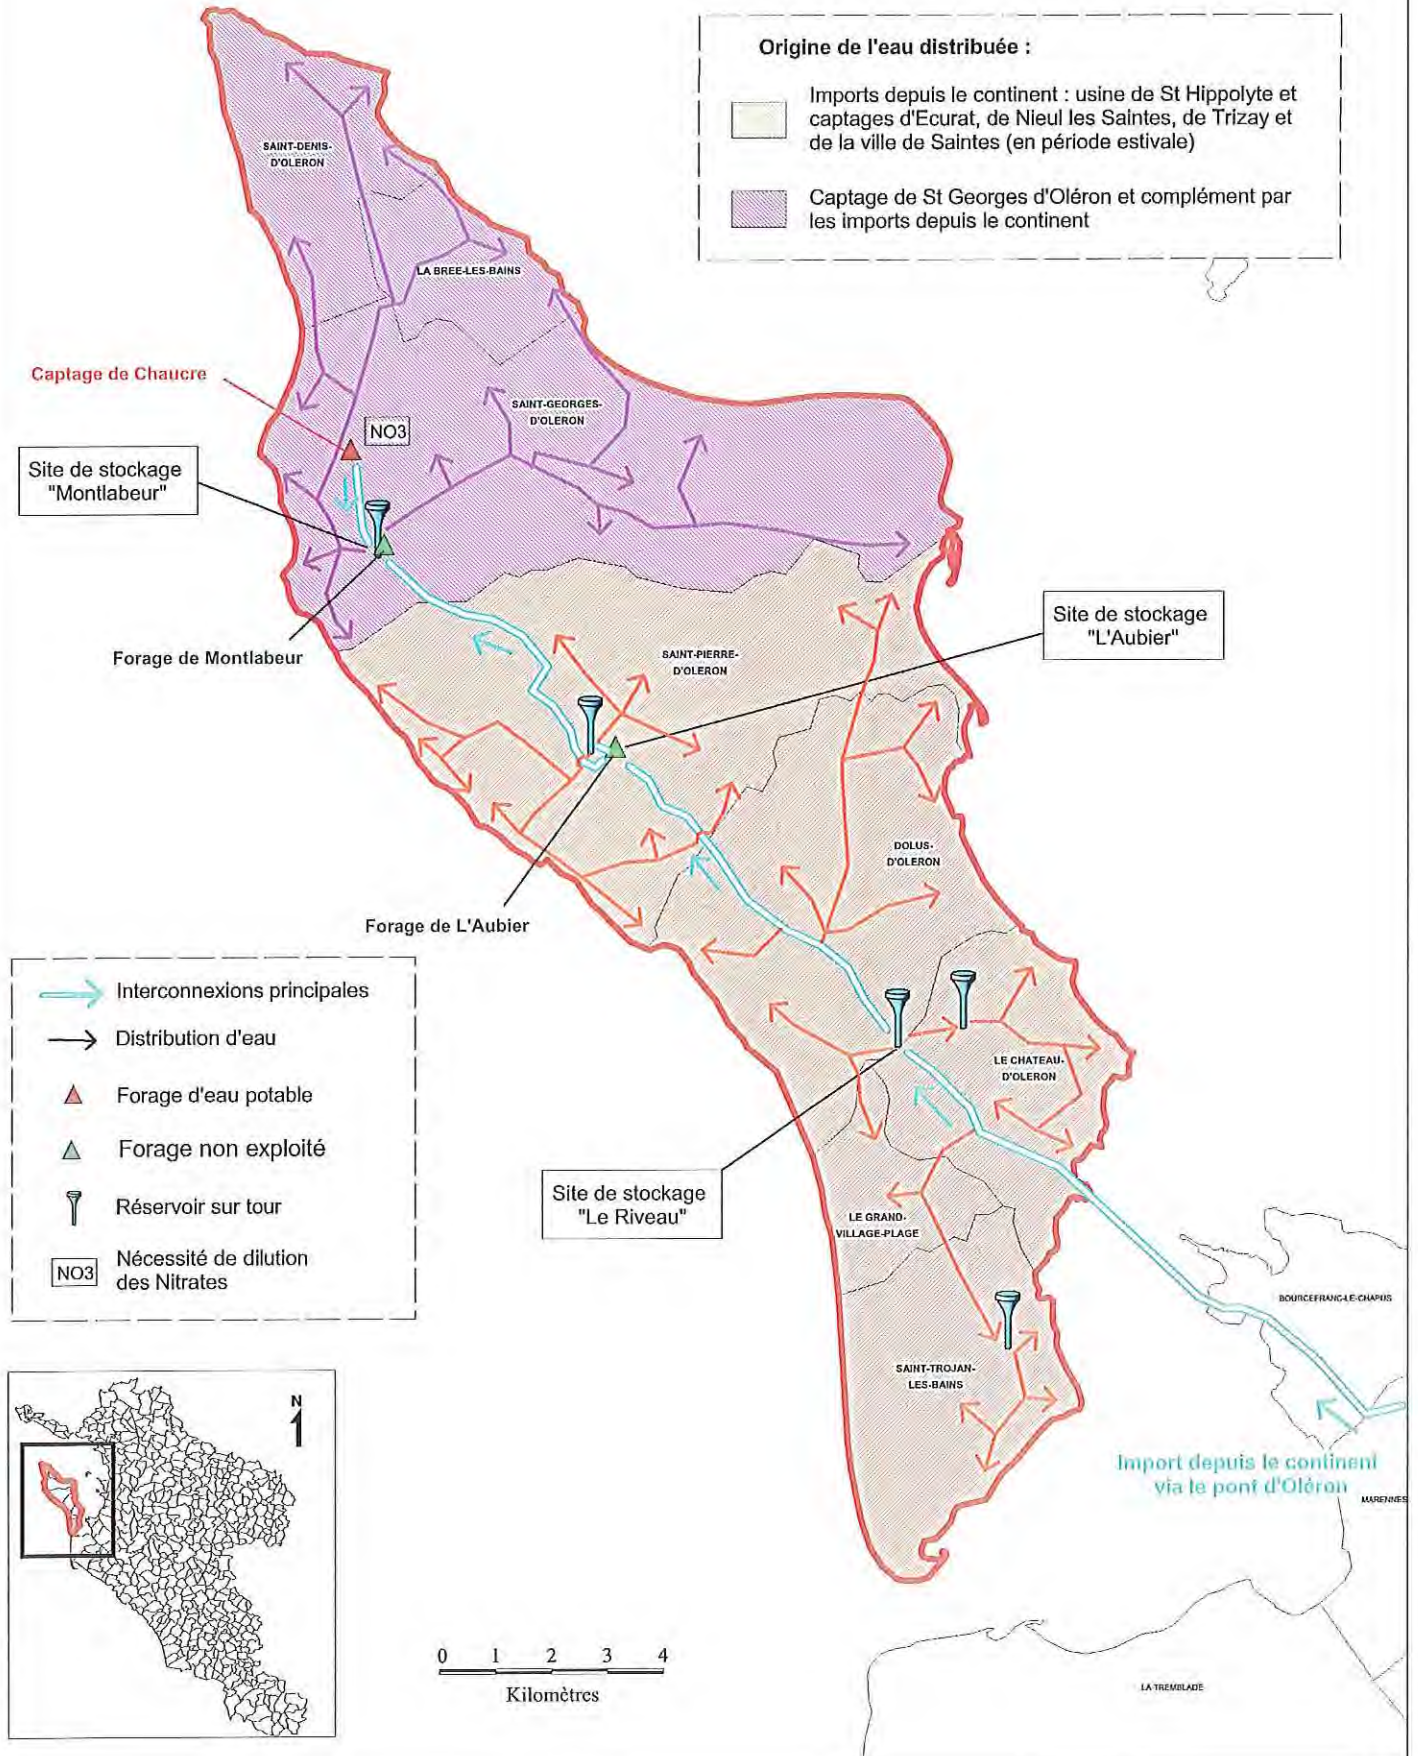 Origine de l'eau distribuée :
Imports depuis le continent : usine de St Hippolyte et
captages d'Ecurat, de Nieul les Saintes, de Trizay et
de la ville de Saintes (en période estivale)
Captage de St Georges d'Oléron et complément par
les imports depuis le continent
SAINT-DENIS-
D'OLERON
LA BREE-LES-BAINS
Captage de Chaucre
NO3
SAINT-GEORGES-
D'OLERON
Site de stockage
"Montlabeur"
Forage de Montlabeur
Site de stockage
"L'Aubier"
SAINT-PIERRE-
D'OLERON
DOLUS-
D'OLERON
Forage de L'Aubier
LE CHATEAU-
D'OLERON
Site de stockage
"Le Riveau"
LE GRAND-
VILLAGE-PLAGE
SAINT-TROJAN-
LES-BAINS
BOURCEFRANC-LE-CHAPUS
Import depuis le continent
via le pont d'Oléron
MARENNES
LA TREMBLADE
Interconnexions principales
Distribution d'eau
Forage d'eau potable
Forage non exploité
Réservoir sur tour
NO3
Nécessité de dilution
des Nitrates
N
0 1 2 3 4
Kilomètres